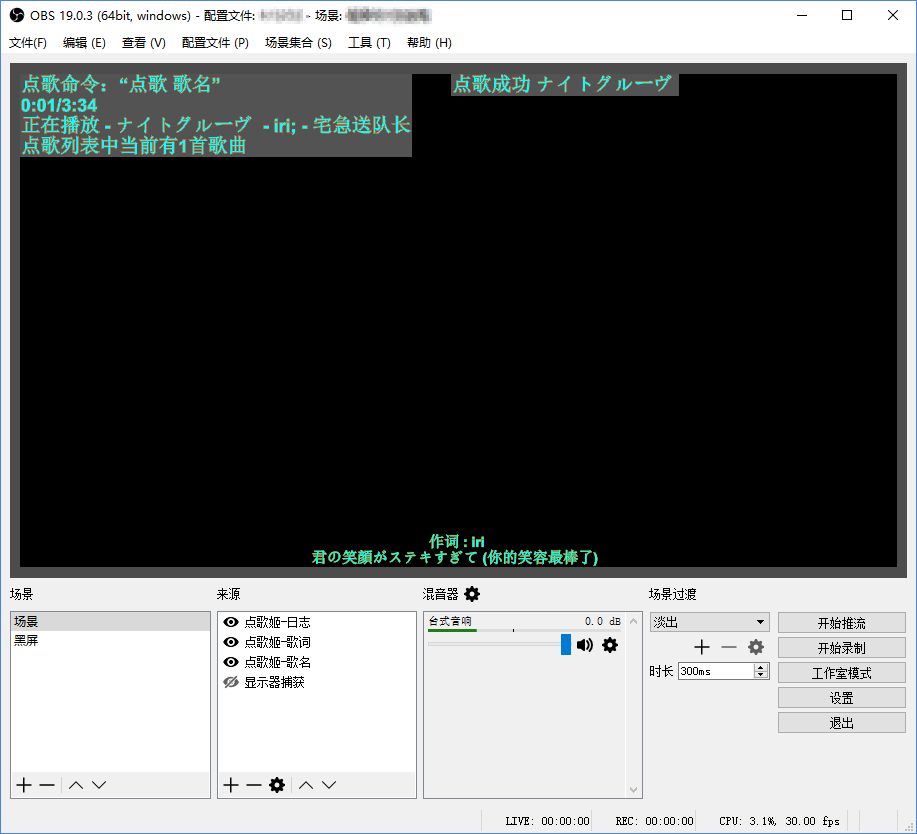 OBS 19.0.3 (64bit, windows) - 配置文件: - 场景:
文件(F) 编辑 (E) 查看 (V) 配置文件 (P) 场景集合 (S) 工具 (T) 帮助 (H)
点歌命令：“点歌 歌名”
0:01/3:34
正在播放 - ナイトグルーヴ - iri; - 宅急送队长
点歌列表中当前有1首歌曲
点歌成功 ナイトグルーヴ
作词 : iri
君の笑顔がステキすぎて (你的笑容最棒了)
场景
场景
黑屏
来源
点歌姬-日志
点歌姬-歌词
点歌姬-歌名
显示器捕获
混音器
台式音响 0.0 dB
场景过渡
淡出
时长 300ms
开始推流
开始录制
工作室模式
设置
退出
LIVE: 00:00:00 REC: 00:00:00 CPU: 3.1%, 30.00 fps